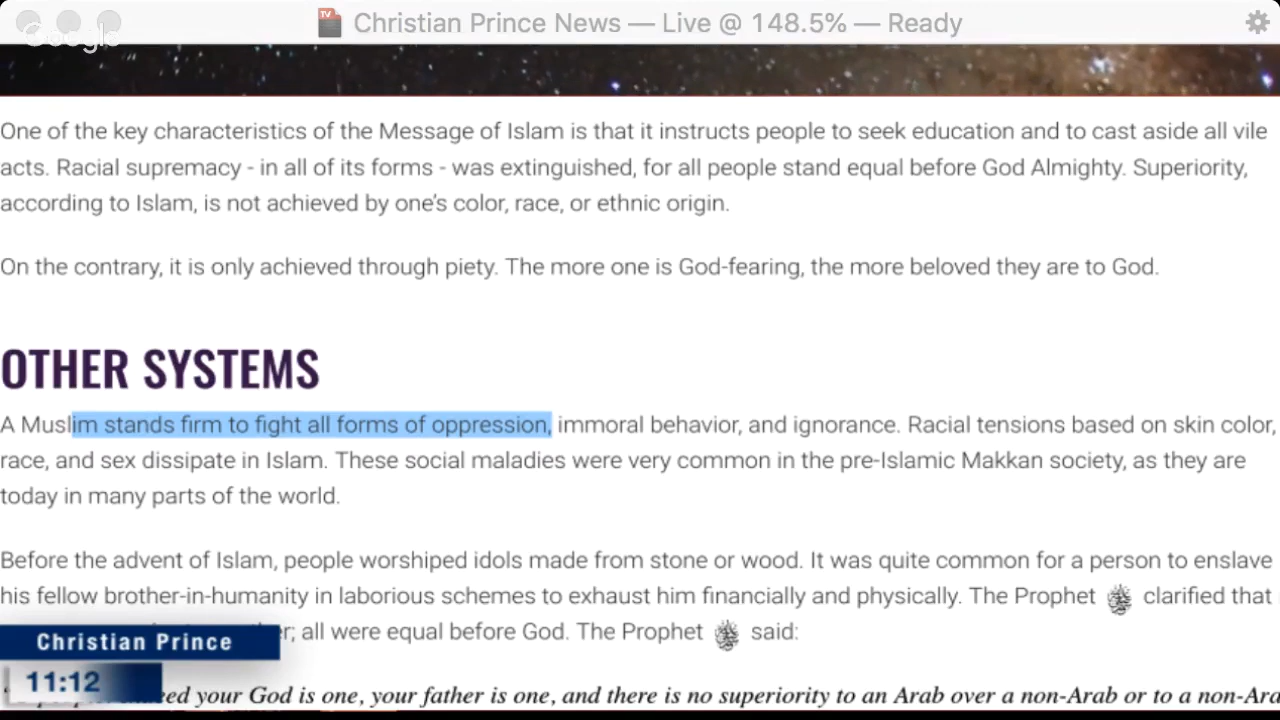 Google
TV
Christian Prince News — Live @ 148.5% — Ready
One of the key characteristics of the Message of Islam is that it instructs people to seek education and to cast aside all vile
acts. Racial supremacy - in all of its forms - was extinguished, for all people stand equal before God Almighty. Superiority,
according to Islam, is not achieved by one's color, race, or ethnic origin.
On the contrary, it is only achieved through piety. The more one is God-fearing, the more beloved they are to God.
OTHER SYSTEMS
A Muslim stands firm to fight all forms of oppression, immoral behavior, and ignorance. Racial tensions based on skin color,
race, and sex dissipate in Islam. These social maladies were very common in the pre-Islamic Makkan society, as they are
today in many parts of the world.
Before the advent of Islam, people worshiped idols made from stone or wood. It was quite common for a person to enslave
his fellow brother-in-humanity in laborious schemes to exhaust him financially and physically. The Prophet ﷺ clarified that
all were equal before God. The Prophet ﷺ said:
Christian Prince
11:12
your God is one, your father is one, and there is no superiority to an Arab over a non-Arab or to a non-Ara